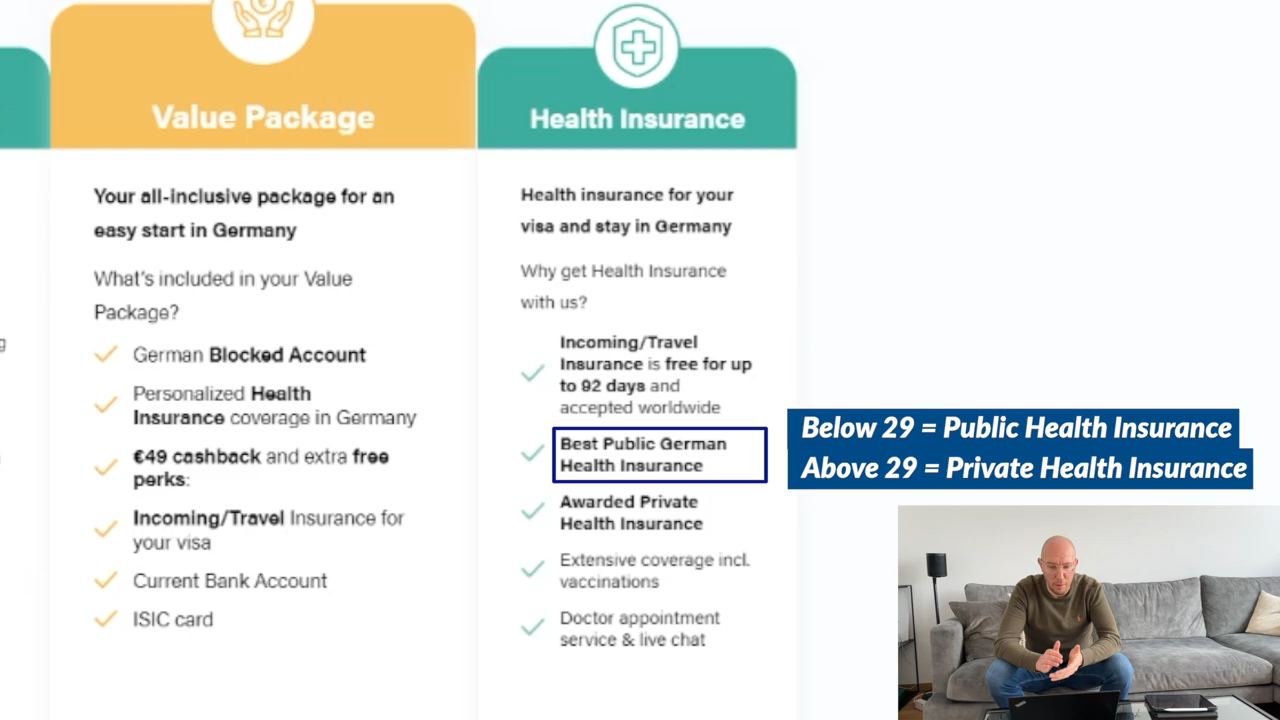 Value Package
Your all-inclusive package for an
easy start in Germany
What's included in your Value
Package?
German Blocked Account
Personalized Health
Insurance coverage in Germany
€49 cashback and extra free
perks:
Incoming/Travel Insurance for
your visa
Current Bank Account
ISIC card
Health Insurance
Health insurance for your
visa and stay in Germany
Why get Health Insurance
with us?
Incoming/Travel
Insurance is free for up
to 92 days and
accepted worldwide
Best Public German
Health Insurance
Awarded Private
Health Insurance
Extensive coverage incl.
vaccinations
Doctor appointment
service & live chat
Below 29 = Public Health Insurance
Above 29 = Private Health Insurance